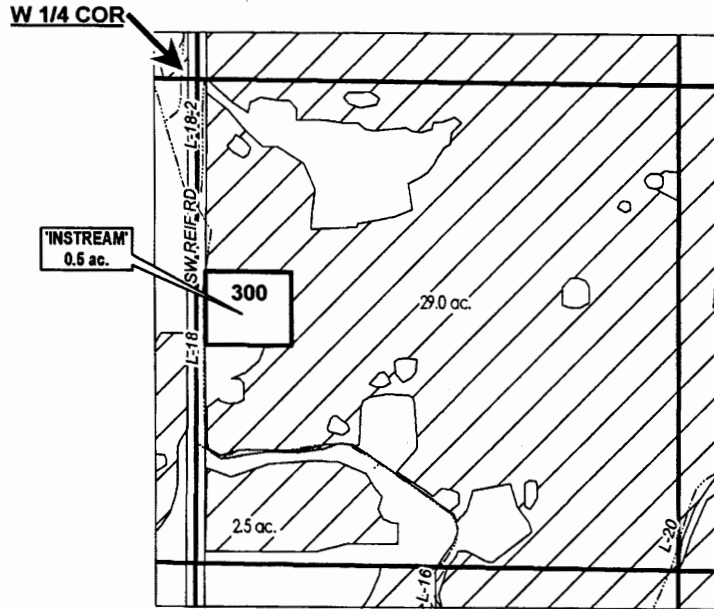 W 1/4 COR
L-18-2
SW REIF RD
'INSTREAM'
0.5 ac.
300
29.0 ac.
L-18
2.5 ac.
L-20
L-16